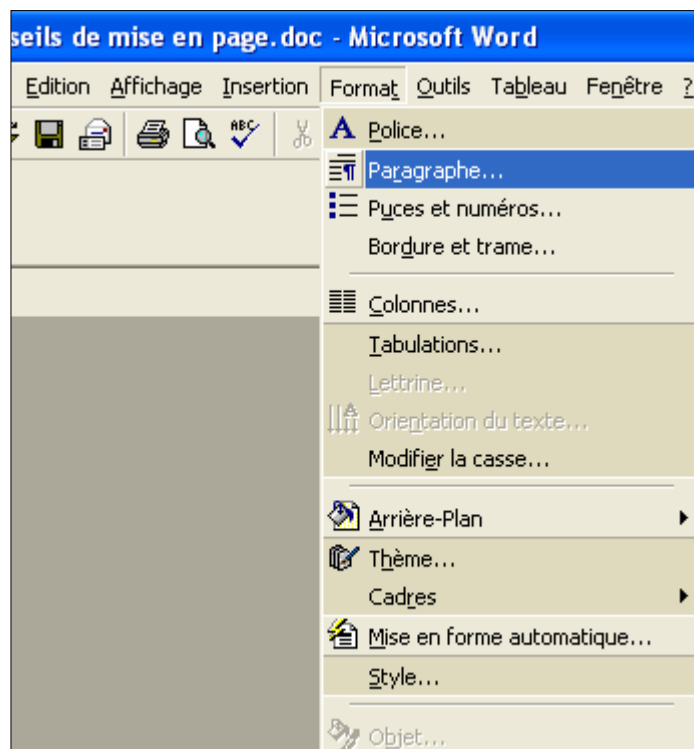 seils de mise en page.doc - Microsoft Word
Edition Affichage Insertion Format Outils Tableau Fenêtre ?
ABC
A Police...
Paragraphe...
Puces et numéros...
Bordure et trame...
Colonnes...
Tabulations...
Lettrine...
Orientation du texte...
Modifier la casse...
Arrière-Plan
Thème...
Cadres
Mise en forme automatique...
Style...
Objet...